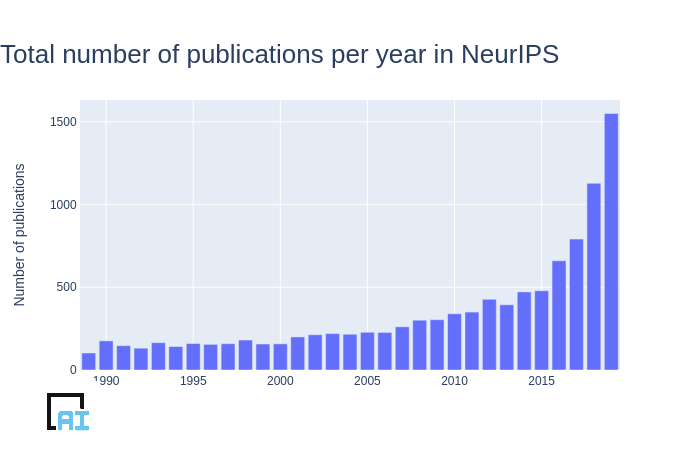 Total number of publications per year in NeurIPS
Number of publications
1500
1000
500
0
1990 1995 2000 2005 2010 2015
AI